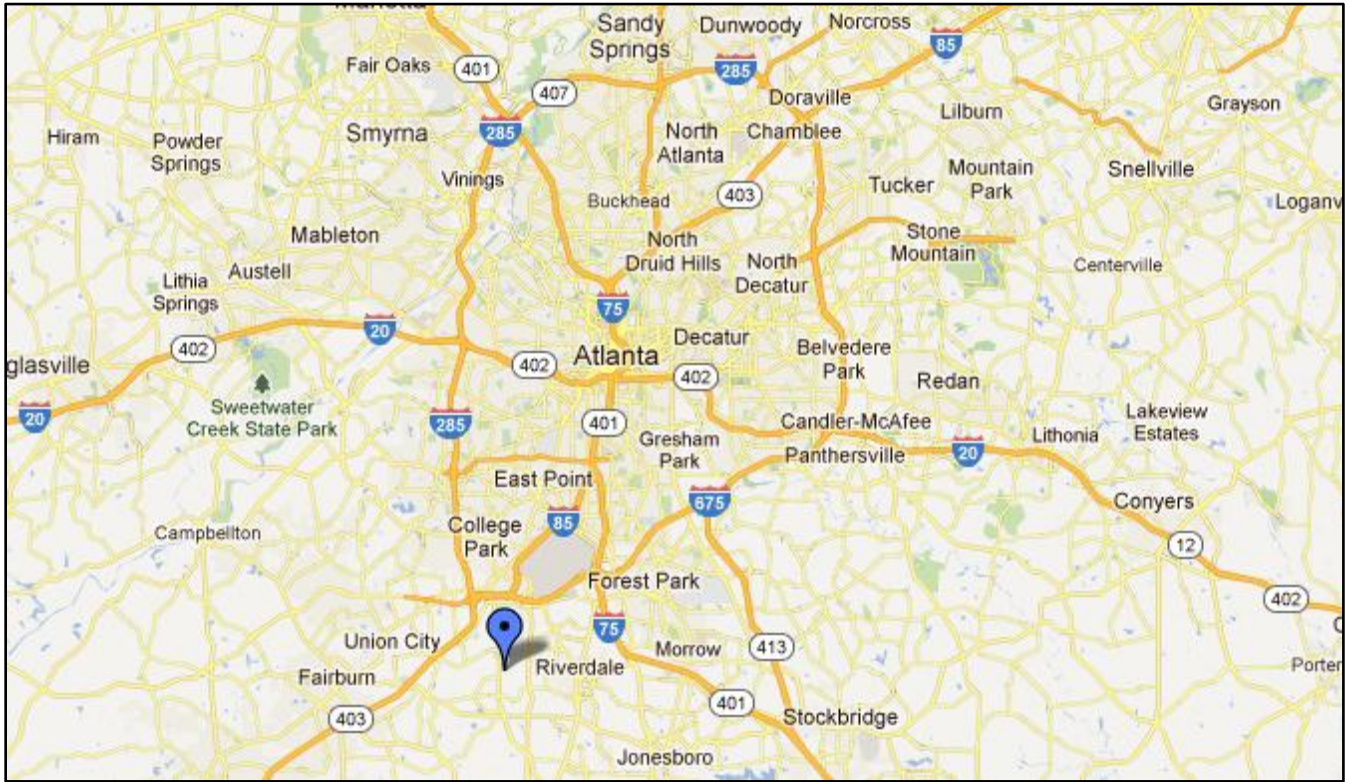 Marietta
Sandy
Springs
Dunwoody
Norcross
85
Fair Oaks
401
285
407
Doraville
Grayson
Lilburn
Hiram
Powder
Springs
Smyrna
285
North
Atlanta
Chamblee
Mountain
Park
Snellville
Vinings
Tucker
Buckhead
403
Loganv
Mableton
North
Druid Hills
Stone
Mountain
Austell
North
Decatur
Centerville
Lithia
Springs
75
20
402
Decatur
Atlanta
Belvedere
Park
glasville
402
402
Redan
20
Sweetwater
Creek State Park
285
401
Candler-McAfee
Lakeview
Estates
Gresham
Park
Lithonia
20
Panthersville
East Point
675
Conyers
Campbellton
College
Park
85
12
Forest Park
402
75
Union City
Morrow
413
C
Riverdale
Fairburn
Porter
403
401
Stockbridge
Jonesboro